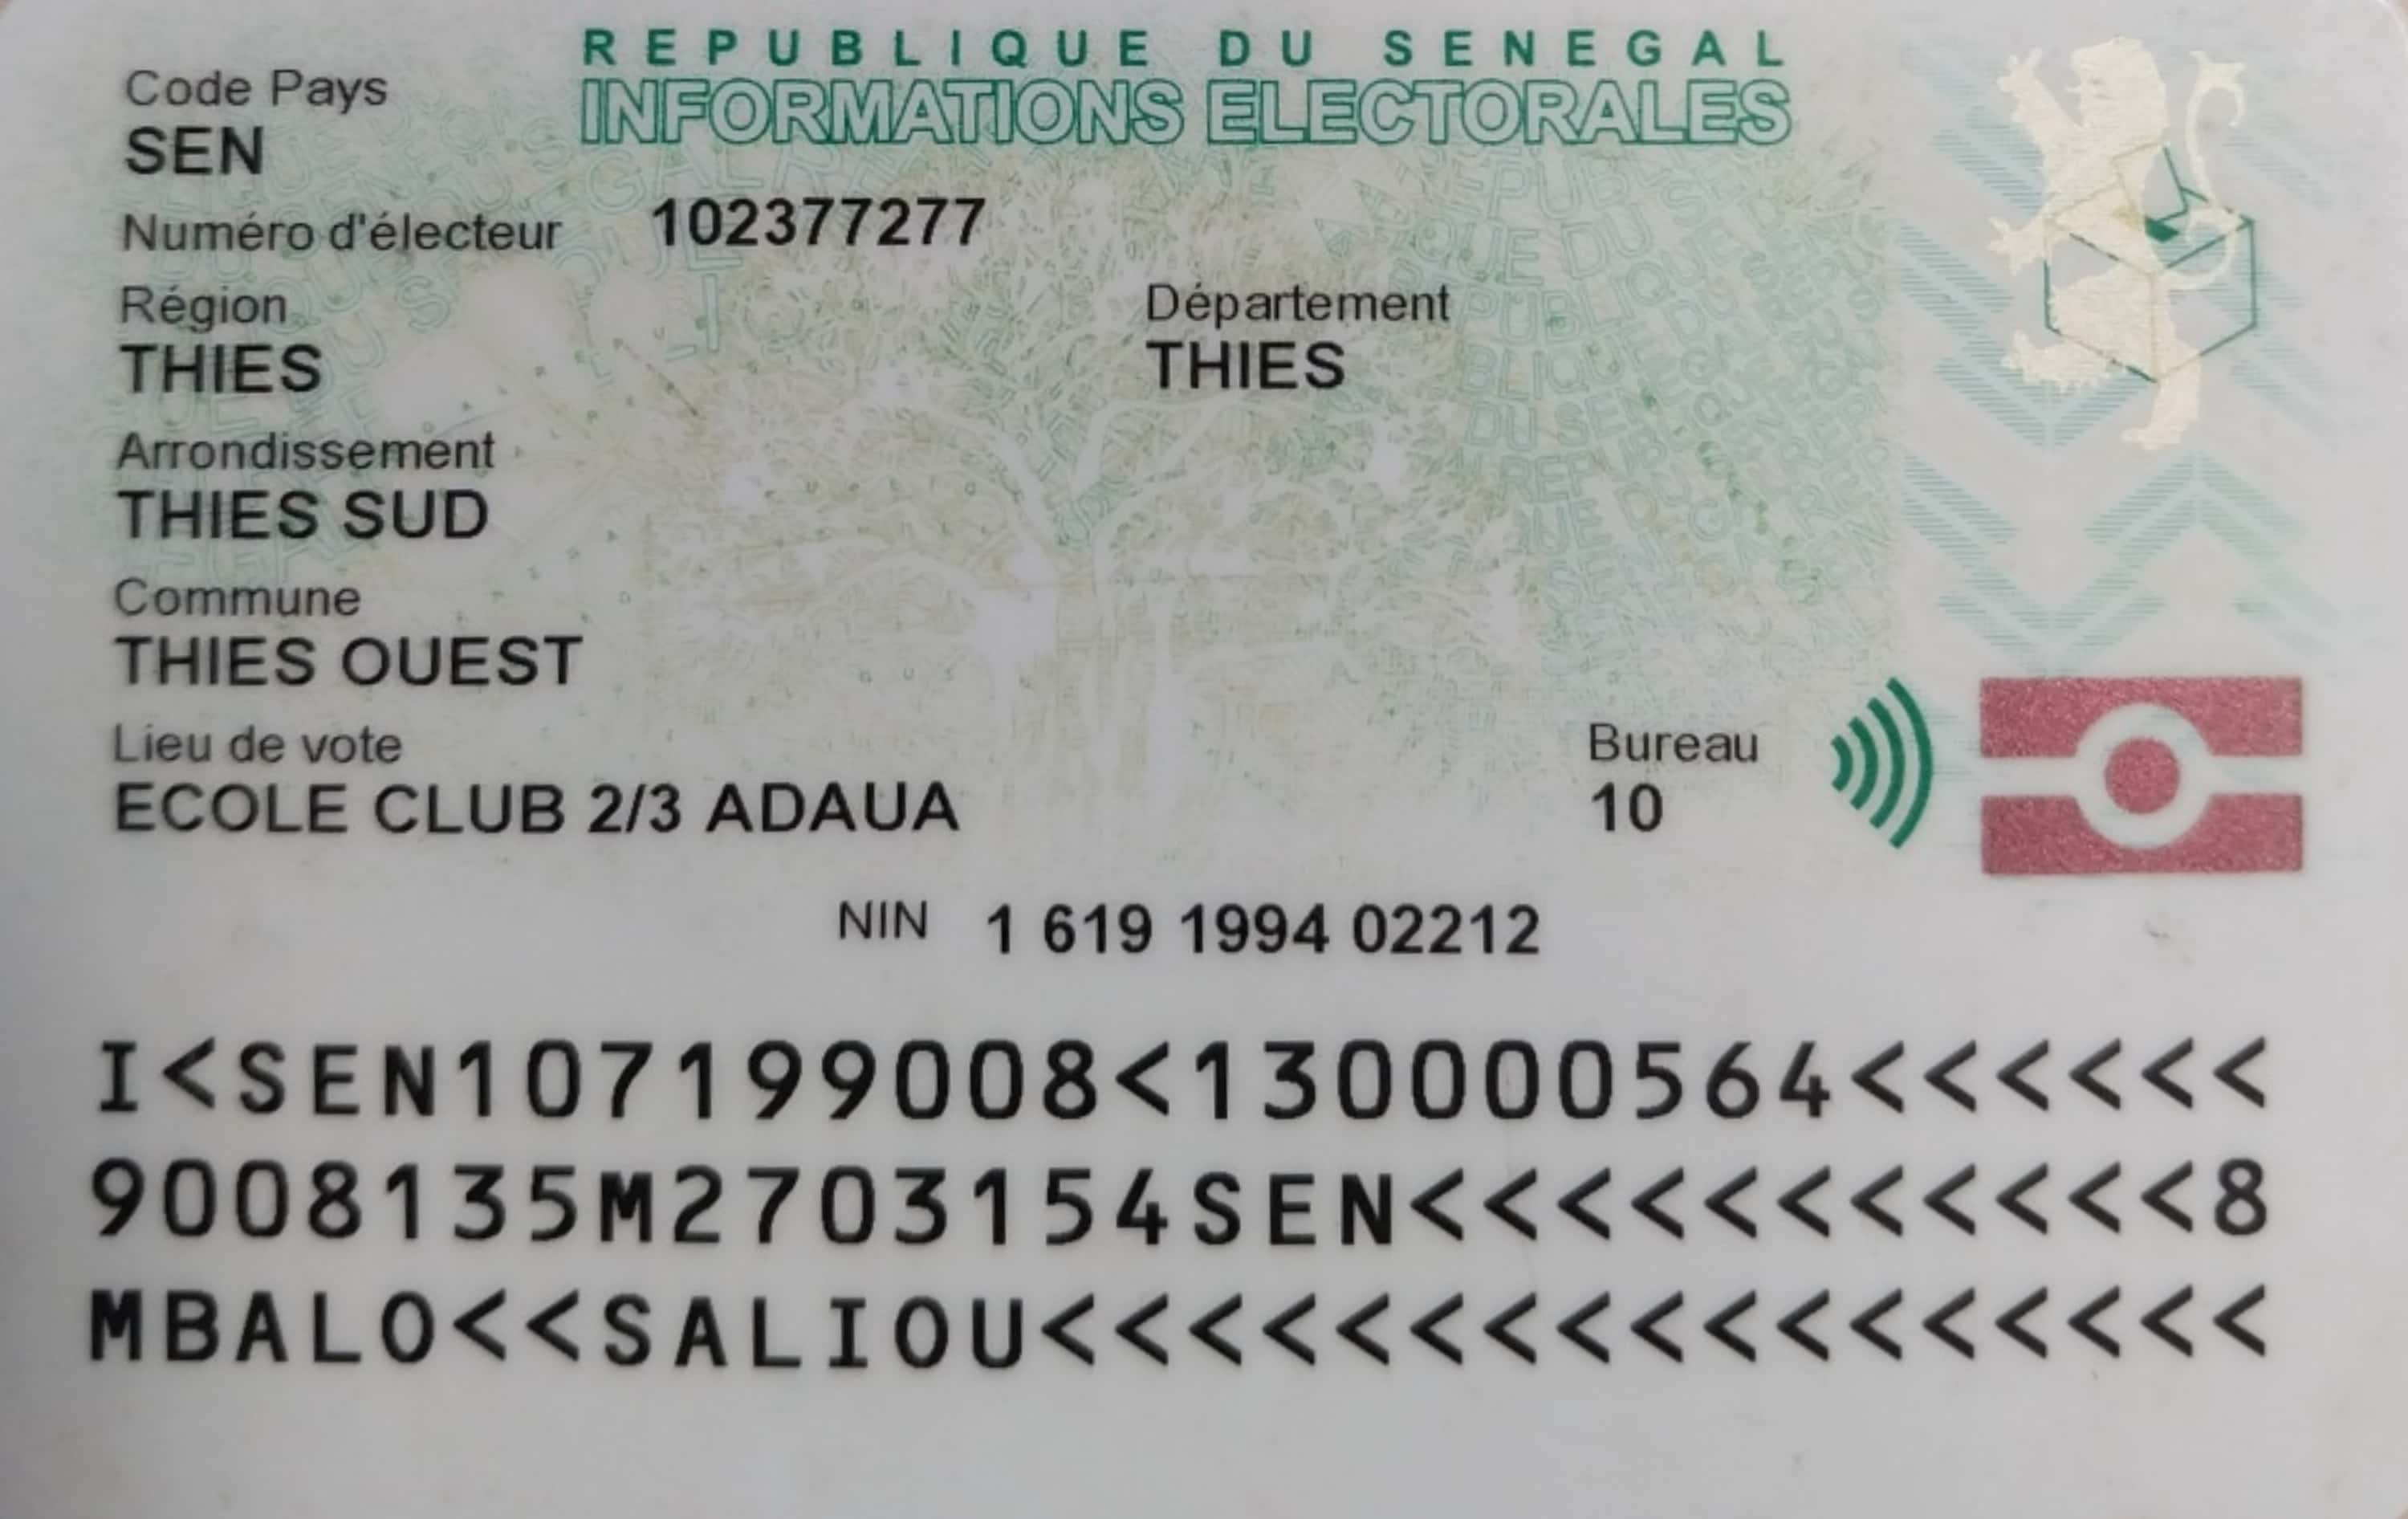 REPUBLIQUE DU SENEGAL
INFORMATIONS ELECTORALES
Code Pays
SEN
Numéro d'électeur 102377277
Région
THIES
Département
THIES
Arrondissement
THIES SUD
Commune
THIES OUEST
Lieu de vote
ECOLE CLUB 2/3 ADAUA
Bureau
10
NIN 1 619 1994 02212
I<SEN107199008<130000564<<<<<<
9008135M2703154SEN<<<<<<<<<<<8
MBALO<<SALIOU<<<<<<<<<<<<<<<<<